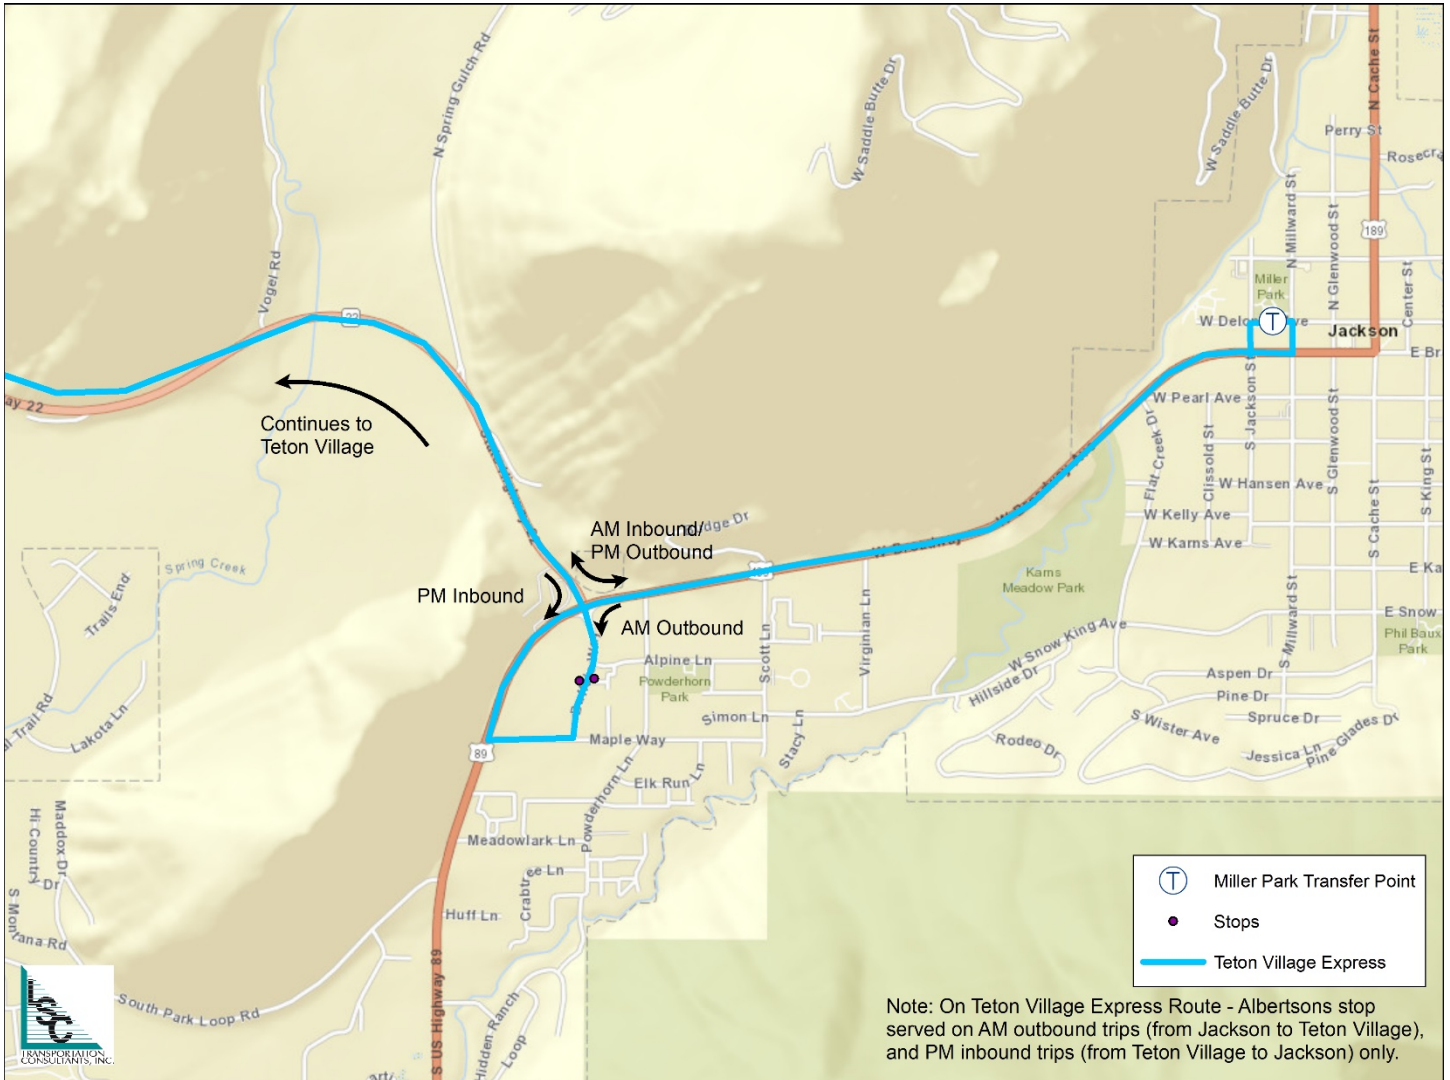 N Spring Gulch Rd
W Saddle Butte Dr
W Saddle Butte Dr
N Cache St
Perry St
Rosecra
N Millward St
N Glenwood St
189
Center St
Vogel Rd
Miller
Park
22
W Delo
ve
T
Jackson
E Br
ay 22
Continues to
Teton Village
W Pearl Ave
S Jackson St
Flat Creek Dr
Clissold St
S Glenwood St
S King St
W Hansen Ave
W Kelly Ave
W Karns Ave
S Cache St
AM Inbound/
PM Outbound
Spring Creek
Trails End
PM Inbound
AM Outbound
Karns
Meadow Park
E Ka
E Snow
Phil Baux
Park
W Snow King Ave
S Millward St
Virginian Ln
Scott Ln
Alpine Ln
Powderhorn
Park
Hillside Dr
Aspen Dr
Pine Dr
Spruce Dr
S Wister Ave
Jessica Ln
Pine Glades Dr
Rodeo Dr
Simon Ln
Stacy Ln
Lakota Ln
Maple Way
89
Elk Run Ln
Powderhorn Ln
Meadowlark Ln
Crabtree Ln
Huff Ln
Maddox Dr
Hi Country Dr
South Park Loop Rd
S US Highway 89
Hidden Ranch
Loop
T Miller Park Transfer Point
Stops
Teton Village Express
LSC
TRANSPORTATION
CONSULTANTS, INC.
Note: On Teton Village Express Route - Albertsons stop
served on AM outbound trips (from Jackson to Teton Village),
and PM inbound trips (from Teton Village to Jackson) only.